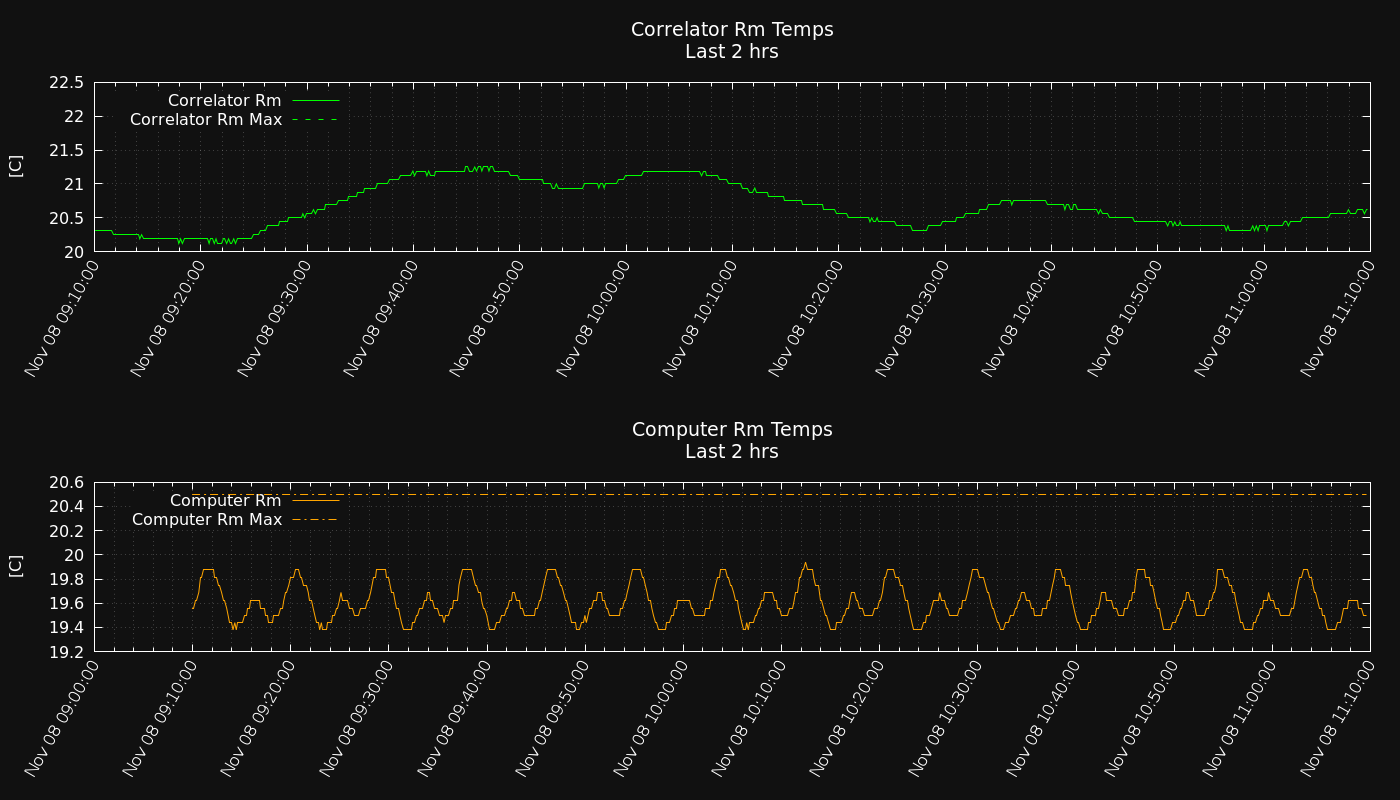 Correlator Rm Temps
Last 2 hrs
22.5
22
21.5
21
20.5
20
[C]
Correlator Rm
Correlator Rm Max
Nov 08 09:10:00
Nov 08 09:20:00
Nov 08 09:30:00
Nov 08 09:40:00
Nov 08 09:50:00
Nov 08 10:00:00
Nov 08 10:10:00
Nov 08 10:20:00
Nov 08 10:30:00
Nov 08 10:40:00
Nov 08 10:50:00
Nov 08 11:00:00
Nov 08 11:10:00
Computer Rm Temps
Last 2 hrs
20.6
20.4
20.2
20
19.8
19.6
19.4
19.2
[C]
Computer Rm
Computer Rm Max
Nov 08 09:00:00
Nov 08 09:10:00
Nov 08 09:20:00
Nov 08 09:30:00
Nov 08 09:40:00
Nov 08 09:50:00
Nov 08 10:00:00
Nov 08 10:10:00
Nov 08 10:20:00
Nov 08 10:30:00
Nov 08 10:40:00
Nov 08 10:50:00
Nov 08 11:00:00
Nov 08 11:10:00